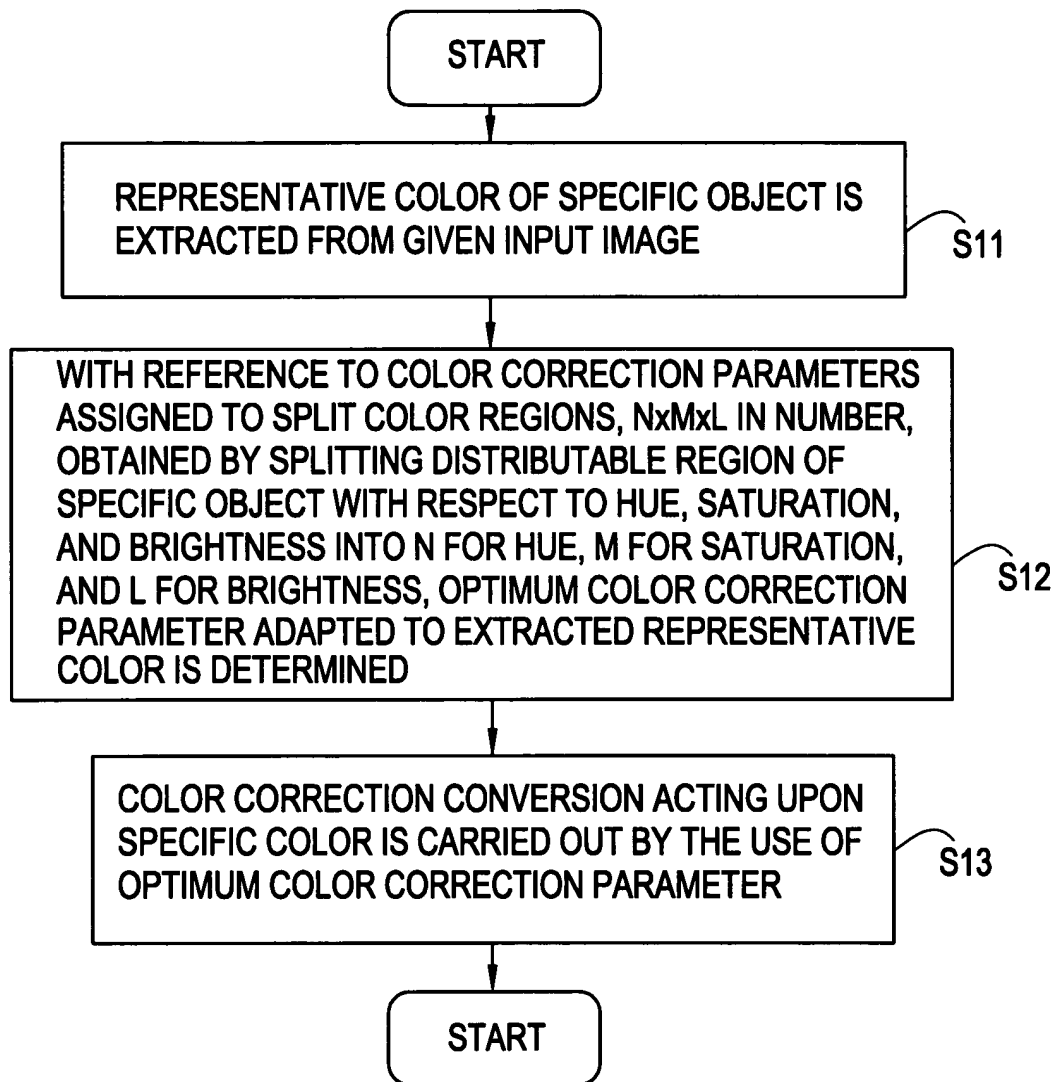 START
REPRESENTATIVE COLOR OF SPECIFIC OBJECT IS
EXTRACTED FROM GIVEN INPUT IMAGE
S11
WITH REFERENCE TO COLOR CORRECTION PARAMETERS
ASSIGNED TO SPLIT COLOR REGIONS, NxMxL IN NUMBER,
OBTAINED BY SPLITTING DISTRIBUTABLE REGION OF
SPECIFIC OBJECT WITH RESPECT TO HUE, SATURATION,
AND BRIGHTNESS INTO N FOR HUE, M FOR SATURATION,
AND L FOR BRIGHTNESS, OPTIMUM COLOR CORRECTION
PARAMETER ADAPTED TO EXTRACTED REPRESENTATIVE
COLOR IS DETERMINED
S12
COLOR CORRECTION CONVERSION ACTING UPON
SPECIFIC COLOR IS CARRIED OUT BY THE USE OF
OPTIMUM COLOR CORRECTION PARAMETER
S13
START